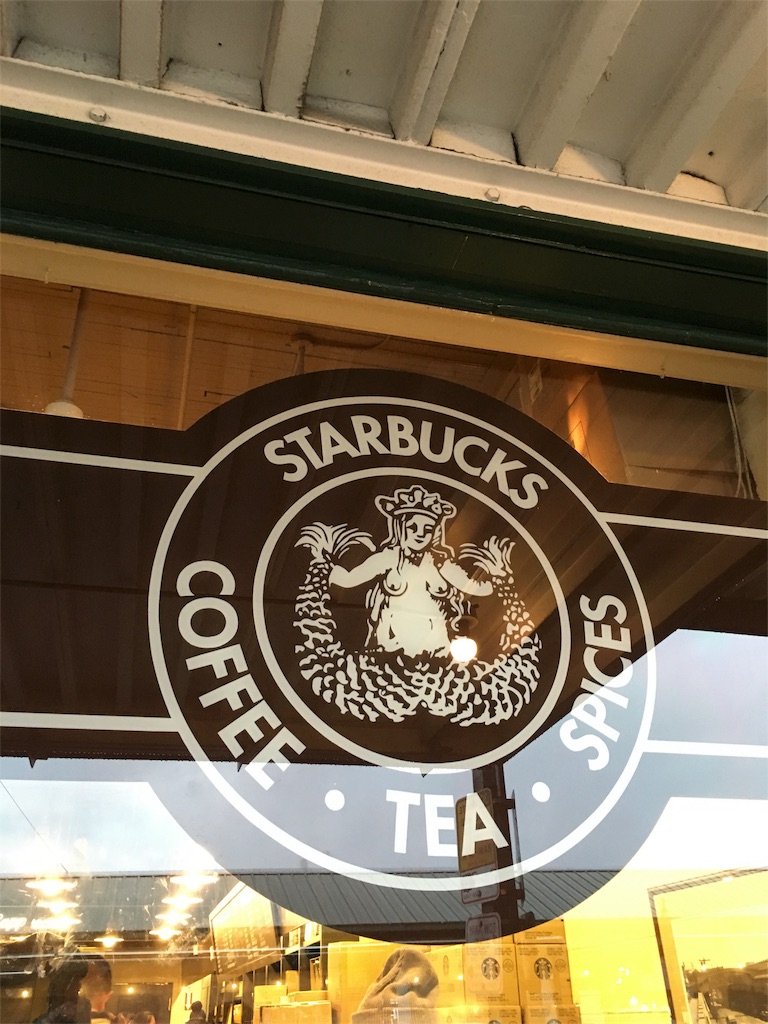 STARBUCKS
COFFEE • TEA • SPICES